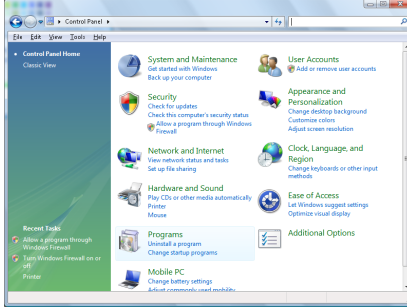 Control Panel
File Edit View Tools Help
Control Panel Home
Classic View
Recent Tasks
Allow a program through
Windows Firewall
Turn Windows Firewall on or
off
Printer
System and Maintenance
Get started with Windows
Back up your computer
Security
Check for updates
Check this computer's security status
Allow a program through Windows
Firewall
Network and Internet
View network status and tasks
Set up file sharing
Hardware and Sound
Play CDs or other media automatically
Printer
Mouse
Programs
Uninstall a program
Change startup programs
Mobile PC
Change battery settings
Adjust commonly used mobility
User Accounts
Add or remove user accounts
Appearance and
Personalization
Change desktop background
Customize colors
Adjust screen resolution
Clock, Language, and
Region
Change keyboards or other input
methods
Ease of Access
Let Windows suggest settings
Optimize visual display
Additional Options